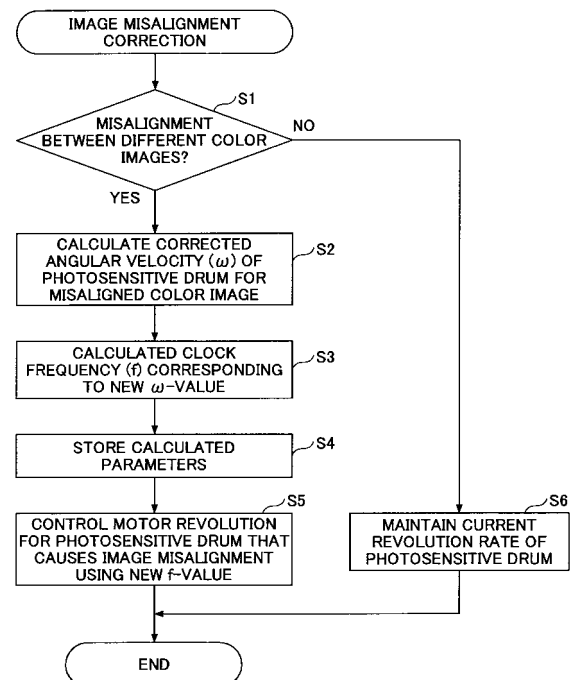 IMAGE MISALIGNMENT
CORRECTION
S1
MISALIGNMENT
BETWEEN DIFFERENT COLOR
IMAGES?
NO
YES
S2
CALCULATE CORRECTED
ANGULAR VELOCITY (ω) OF
PHOTOSENSITIVE DRUM FOR
MISALIGNED COLOR IMAGE
S3
CALCULATED CLOCK
FREQUENCY (f) CORRESPONDING
TO NEW ω-VALUE
S4
STORE CALCULATED
PARAMETERS
S5
CONTROL MOTOR REVOLUTION
FOR PHOTOSENSITIVE DRUM THAT
CAUSES IMAGE MISALIGNMENT
USING NEW f-VALUE
S6
MAINTAIN CURRENT
REVOLUTION RATE OF
PHOTOSENSITIVE DRUM
END